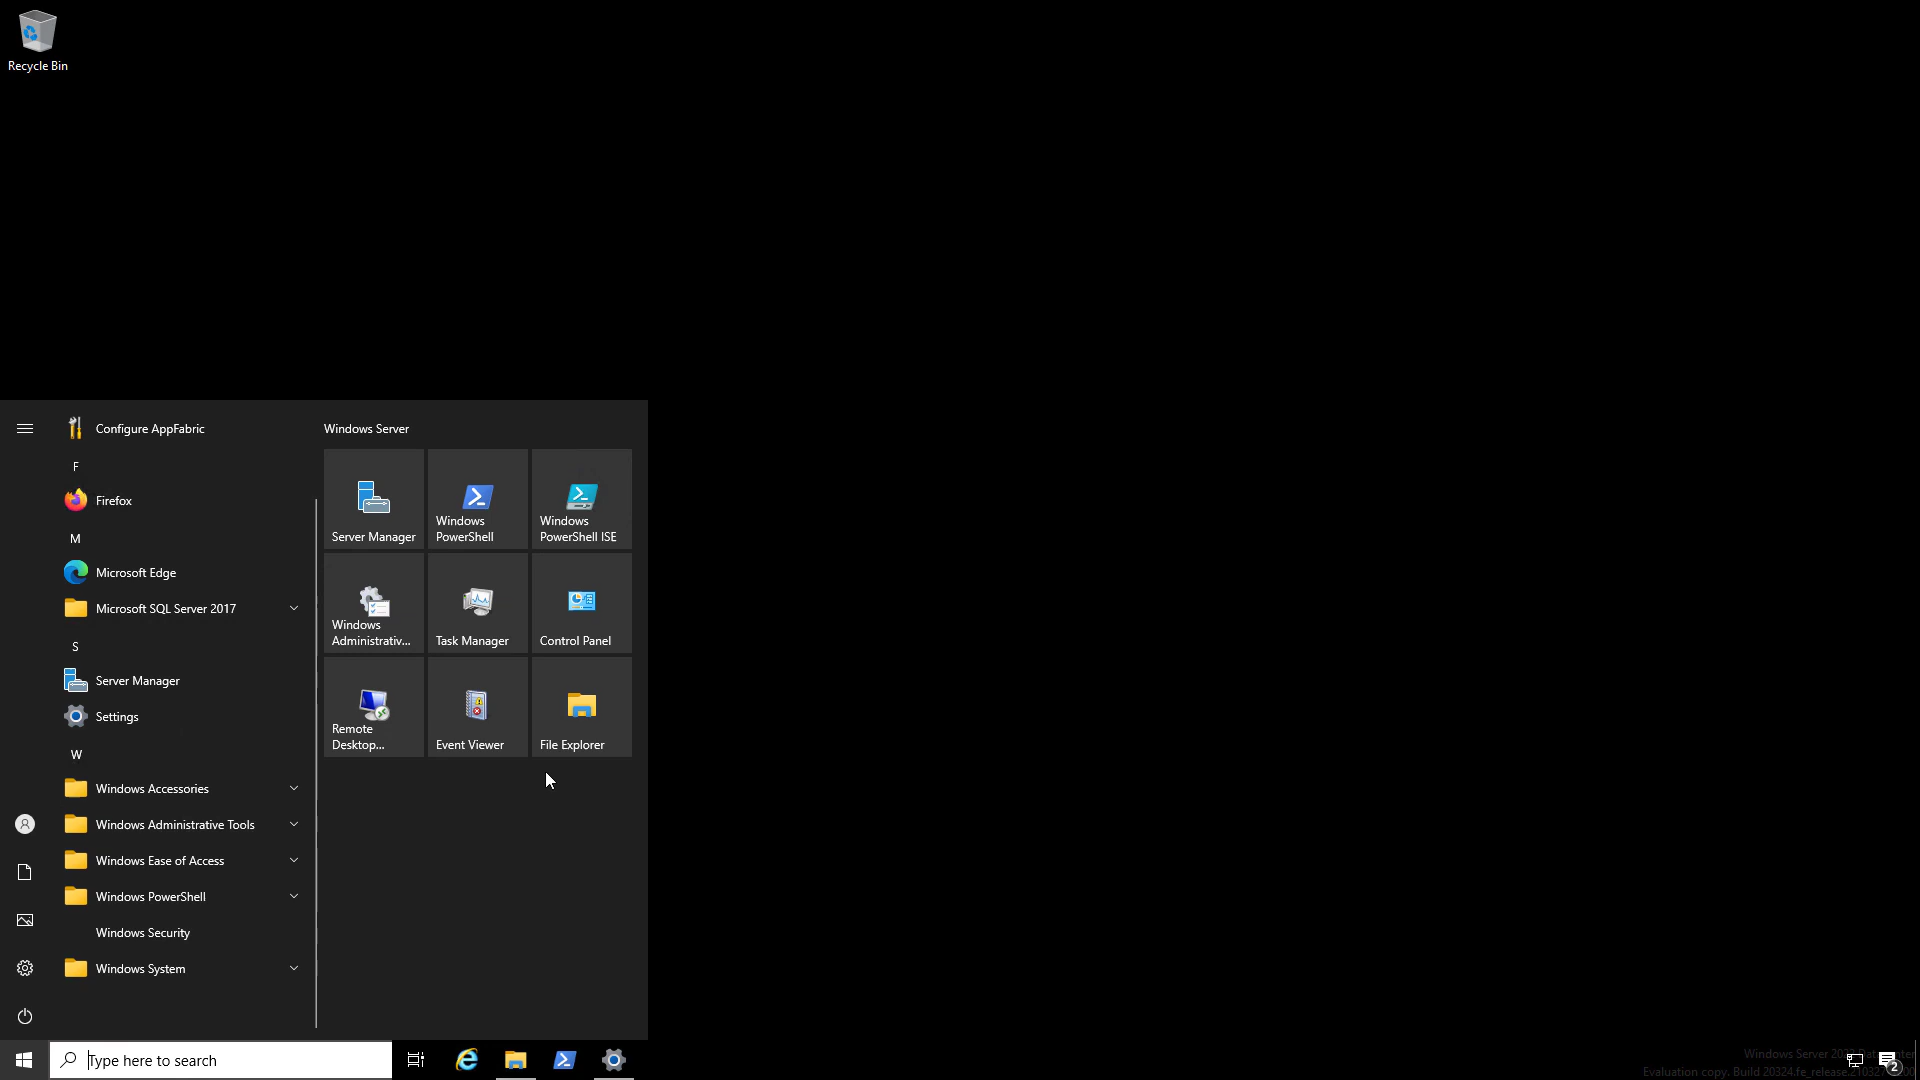 Recycle Bin
Configure AppFabric
F
Firefox
M
Microsoft Edge
Microsoft SQL Server 2017
S
Server Manager
Settings
W
Windows Accessories
Windows Administrative Tools
Windows Ease of Access
Windows PowerShell
Windows Security
Windows System
Windows Server
Server Manager
Windows
PowerShell
Windows
PowerShell ISE
Windows
Administrativ...
Task Manager
Control Panel
Remote
Desktop...
Event Viewer
File Explorer
Type here to search
Windows Server
Evaluation copy. Build 20324.fe_release.
2